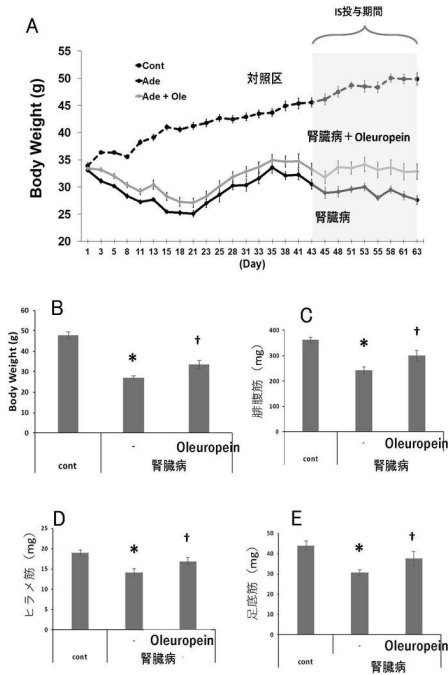 IS投与期間
A
Cont
Ade
Ade + Ole
対照区
腎臓病＋Oleuropein
腎臓病
Body Weight (g)
55
50
45
40
35
30
25
20
1 3 5 8 11 13 15 16 18 21 23 26 28 31 33 35 38 41 43 45 47 51 53 55 58 61 63
(Day)
B
Body Weight (g)
60
50
40
30
20
10
0
*
†
cont
-
Oleuropein
腎臓病
C
腓腹筋（mg）
400
300
200
100
0
*
†
cont
-
Oleuropein
腎臓病
D
ヒラメ筋（mg）
25
20
15
10
5
0
*
†
cont
-
Oleuropein
腎臓病
E
足底筋（mg）
50
40
30
20
10
0
*
†
cont
-
Oleuropein
腎臓病